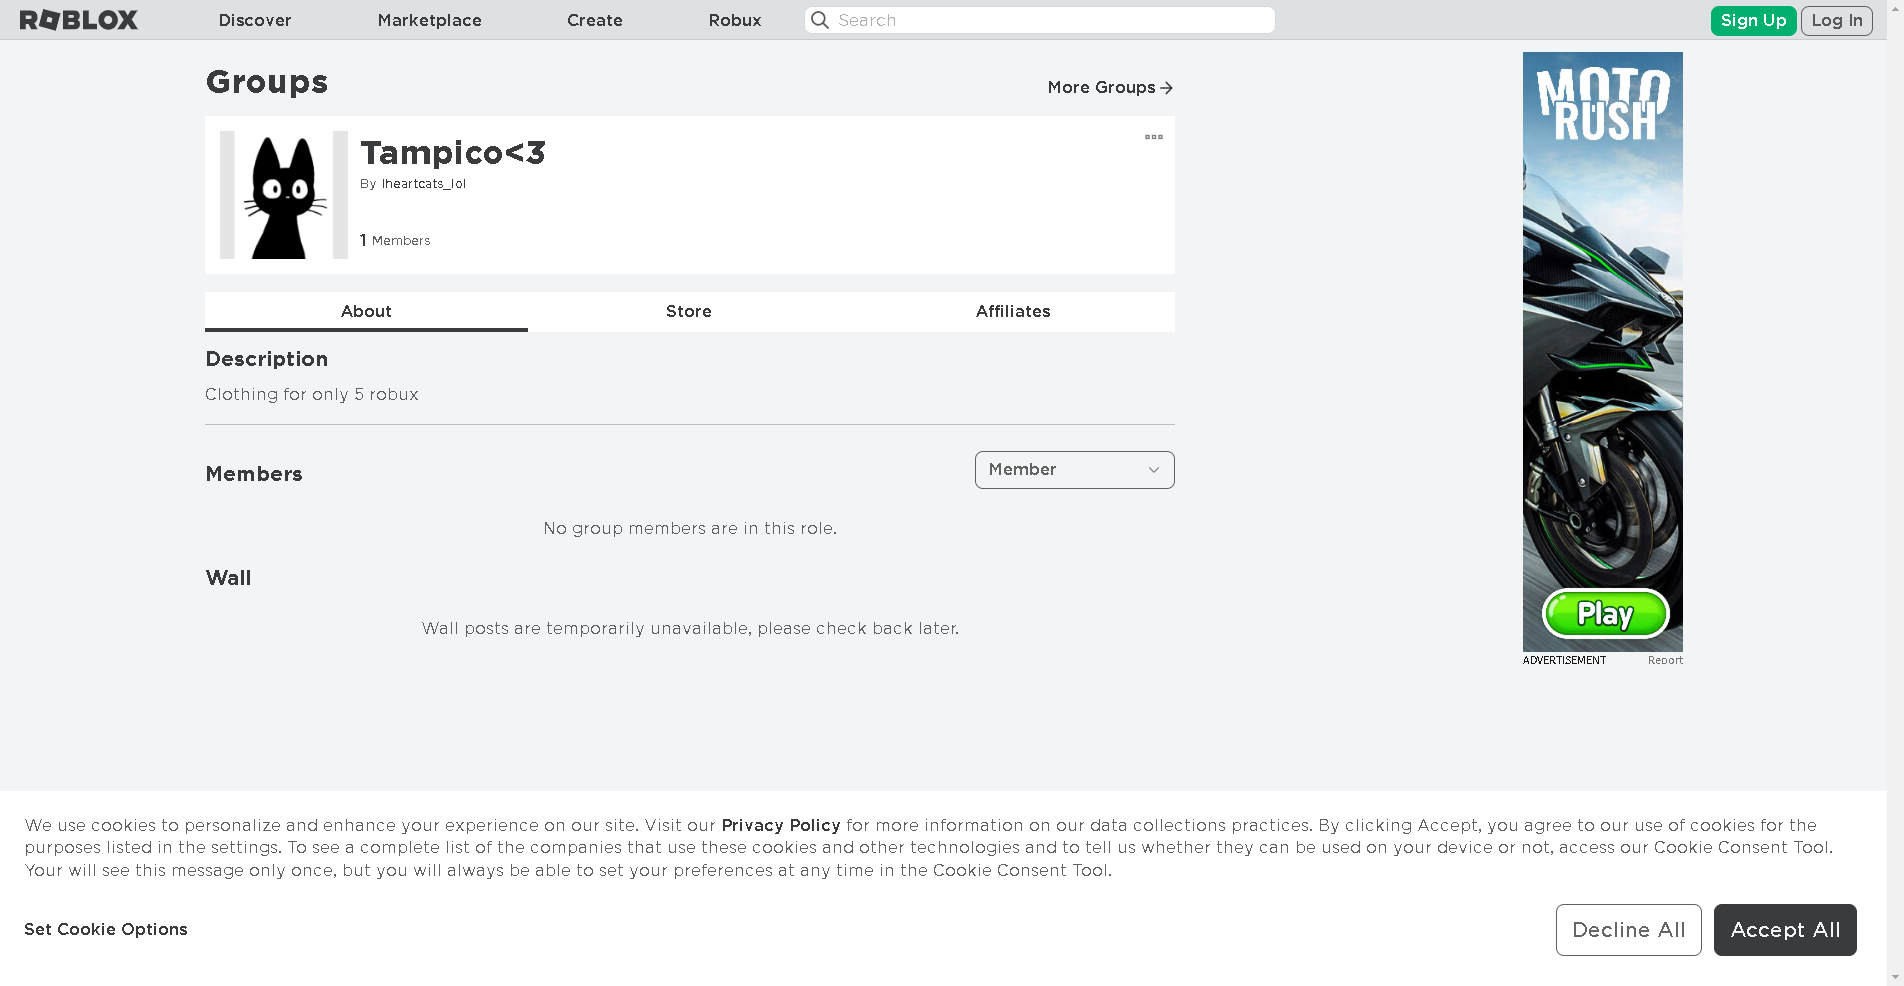 ROBLOX Discover Marketplace Create Robux Search Sign Up Log In
Groups
More Groups
Tampico<3
By Iheartcats_lol
1 Members
About Store Affiliates
Description
Clothing for only 5 robux
Members
Member
No group members are in this role.
Wall
Wall posts are temporarily unavailable, please check back later.
MOTO
RUSH
Play
ADVERTISEMENT Report
We use cookies to personalize and enhance your experience on our site. Visit our Privacy Policy for more information on our data collections practices. By clicking Accept, you agree to our use of cookies for the
purposes listed in the settings. To see a complete list of the companies that use these cookies and other technologies and to tell us whether they can be used on your device or not, access our Cookie Consent Tool.
Your will see this message only once, but you will always be able to set your preferences at any time in the Cookie Consent Tool.
Set Cookie Options
Decline All
Accept All